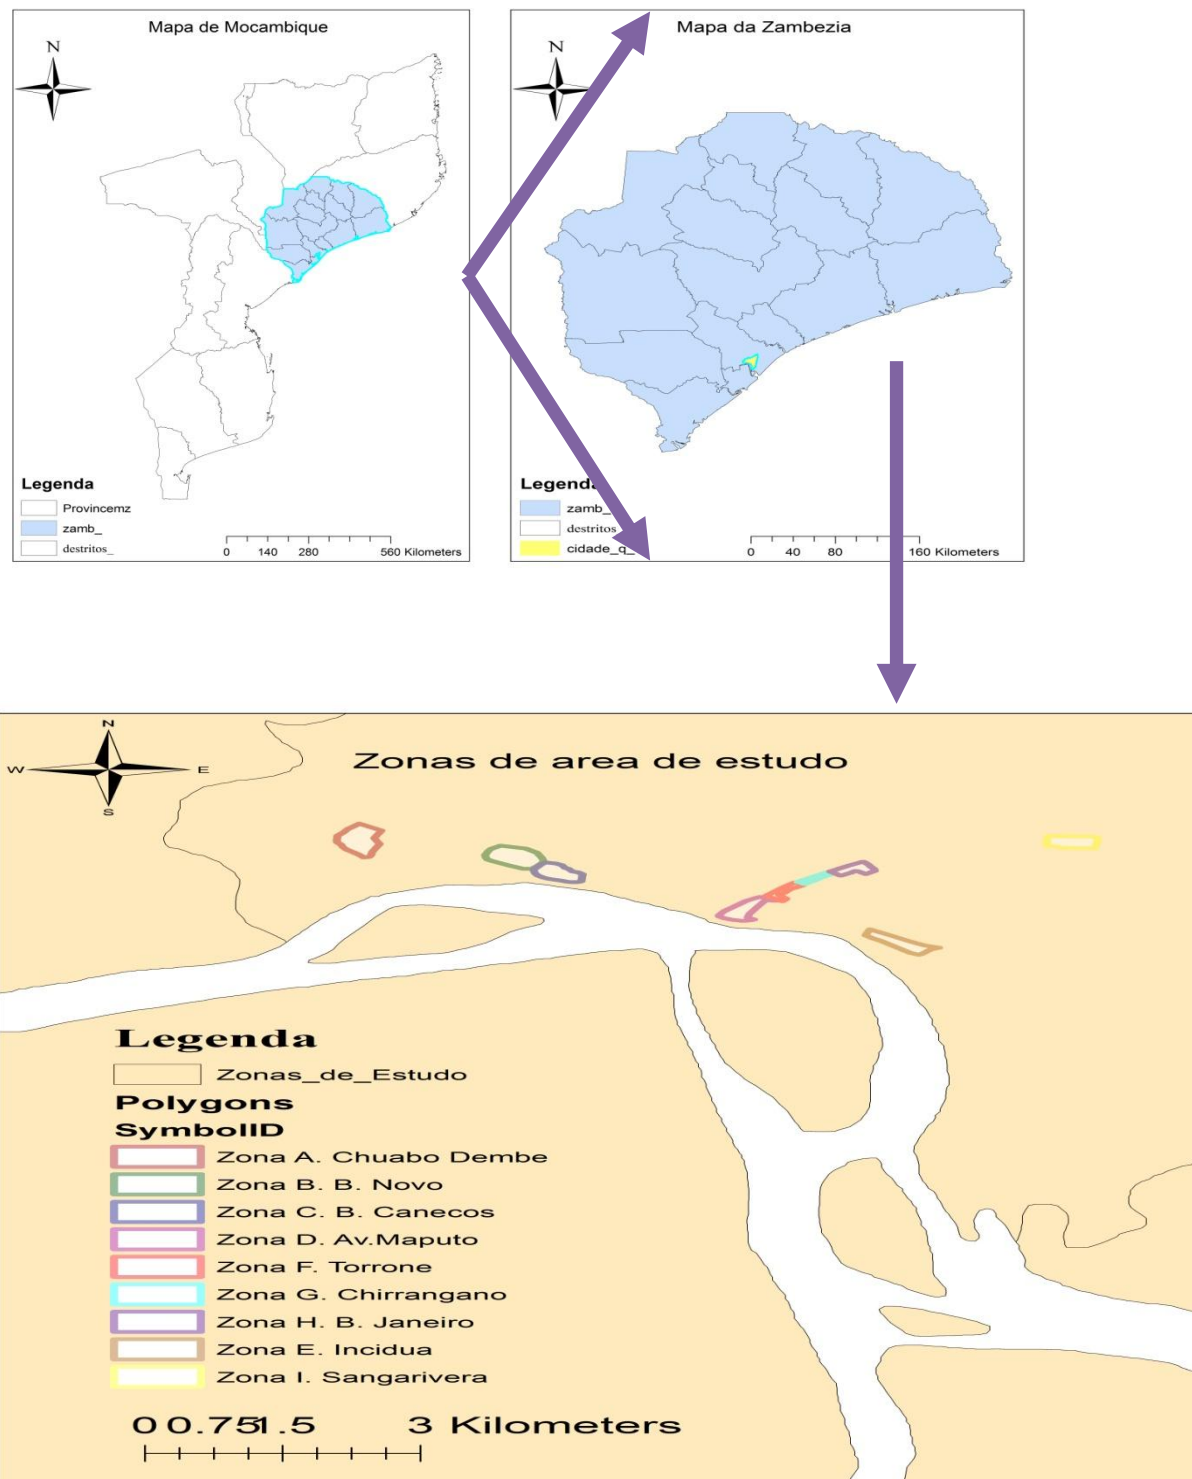 Mapa de Mocambique
N
Legenda
Provincemz
zamb_
destritos_
0 140 280 560 Kilometers
Mapa da Zambezia
N
Legenda
zamb_
destritos
cidade_q_
0 40 80 160 Kilometers
Zonas de area de estudo
N
W E
S
Legenda
Zonas_de_Estudo
Polygons
SymbolID
Zona A. Chuabo Dembe
Zona B. B. Novo
Zona C. B. Canecos
Zona D. Av.Maputo
Zona F. Torrone
Zona G. Chirrangano
Zona H. B. Janeiro
Zona E. Incidua
Zona I. Sangarivera
0 0.75 1.5 3 Kilometers